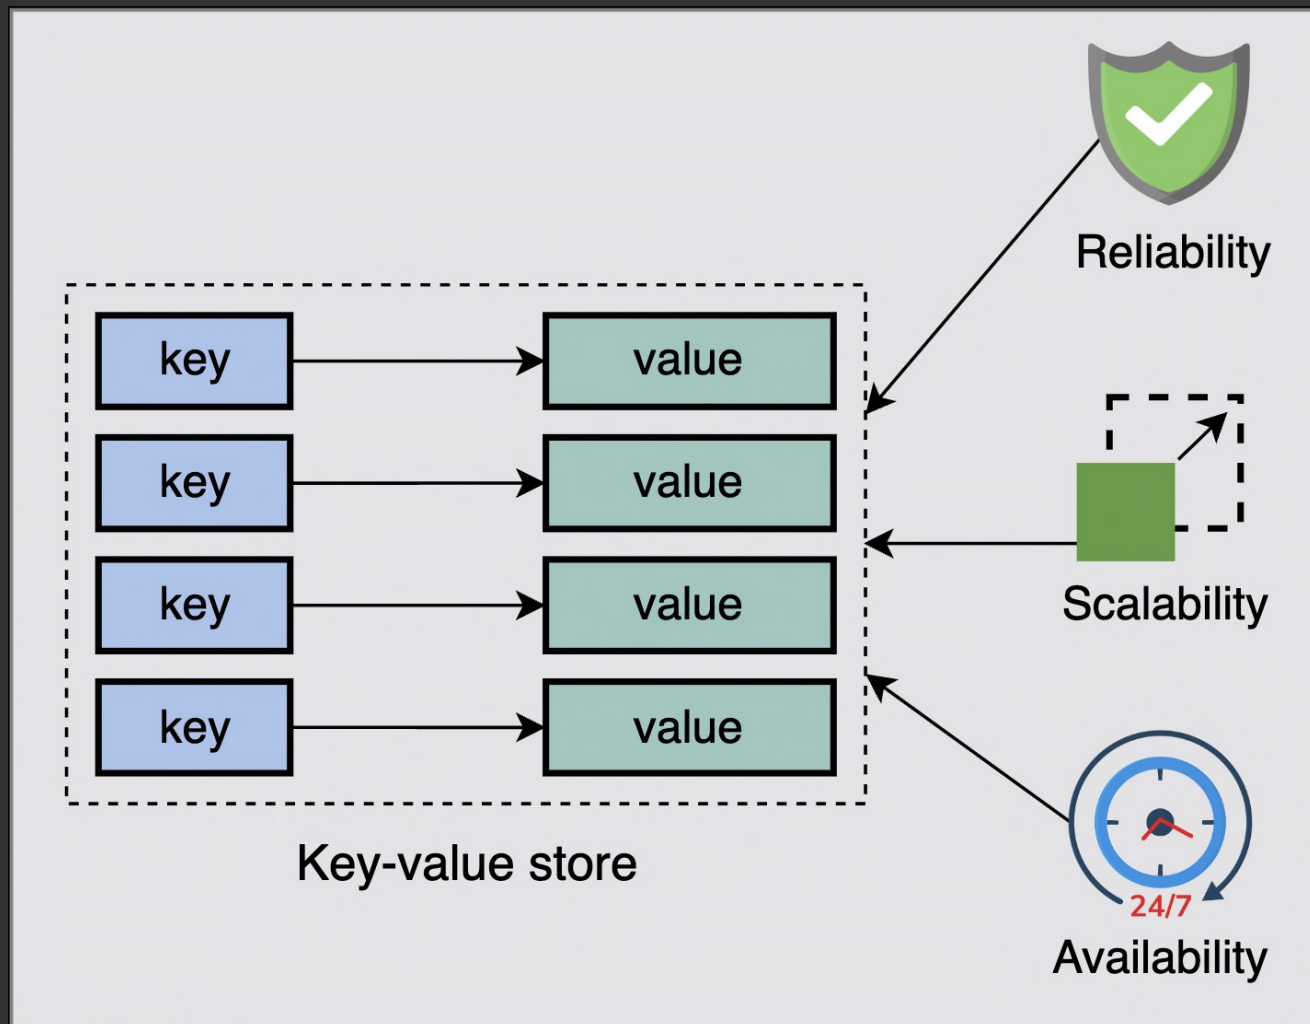 Reliability
key
value
key
value
Scalability
key
value
key
value
Key-value store
24/7
Availability